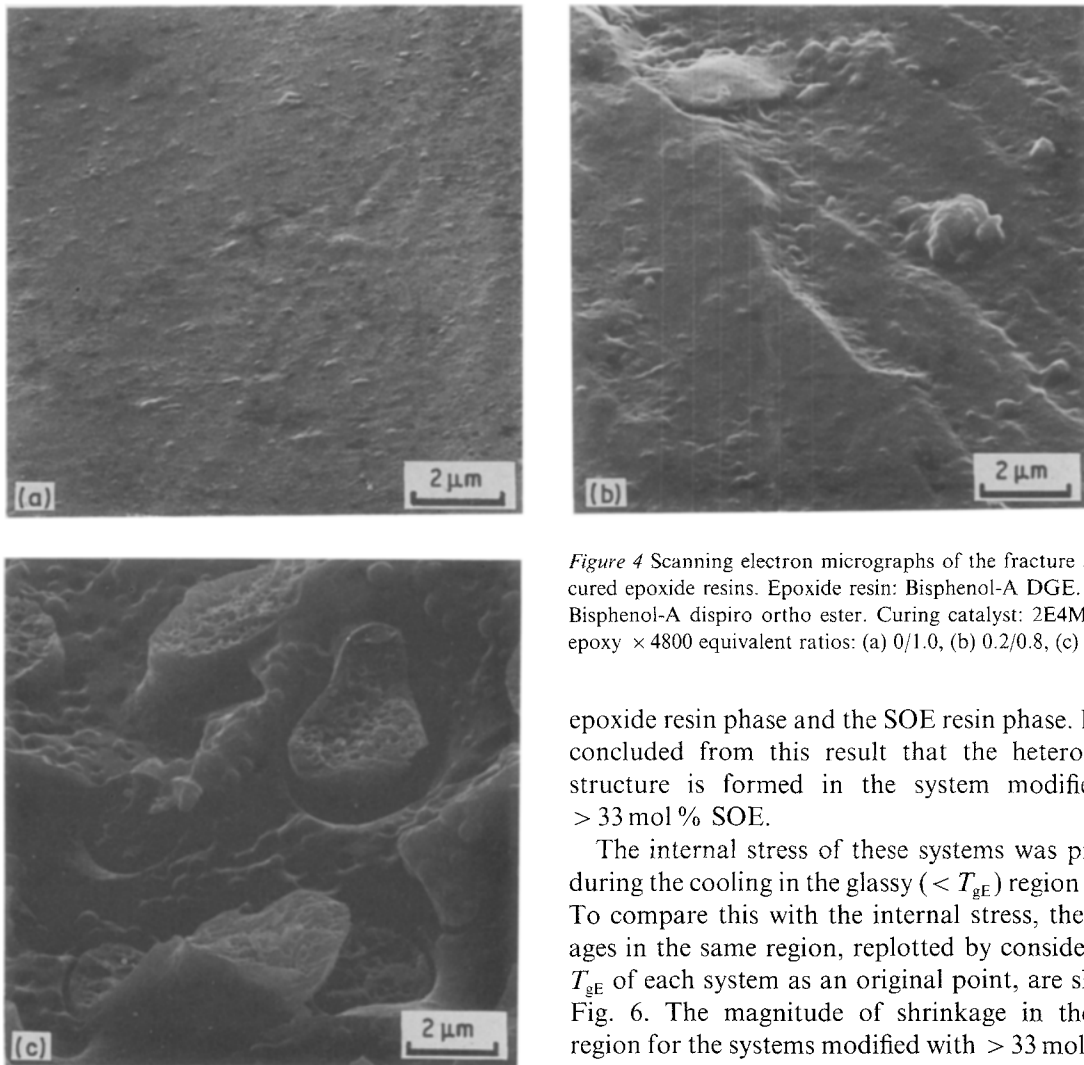 2 μm
(a)
2 μm
(b)
Figure 4 Scanning electron micrographs of the fracture
cured epoxide resins. Epoxide resin: Bisphenol-A DGE.
Bisphenol-A dispiro ortho ester. Curing catalyst: 2E4M
epoxy × 4800 equivalent ratios: (a) 0/1.0, (b) 0.2/0.8, (c)
epoxide resin phase and the SOE resin phase.
concluded from this result that the hetero
structure is formed in the system modifie
> 33 mol % SOE.
The internal stress of these systems was p
during the cooling in the glassy (< TgE) region
To compare this with the internal stress, the
ages in the same region, replotted by conside
TgE of each system as an original point, are s
Fig. 6. The magnitude of shrinkage in the
region for the systems modified with > 33 mol
2 μm
(c)